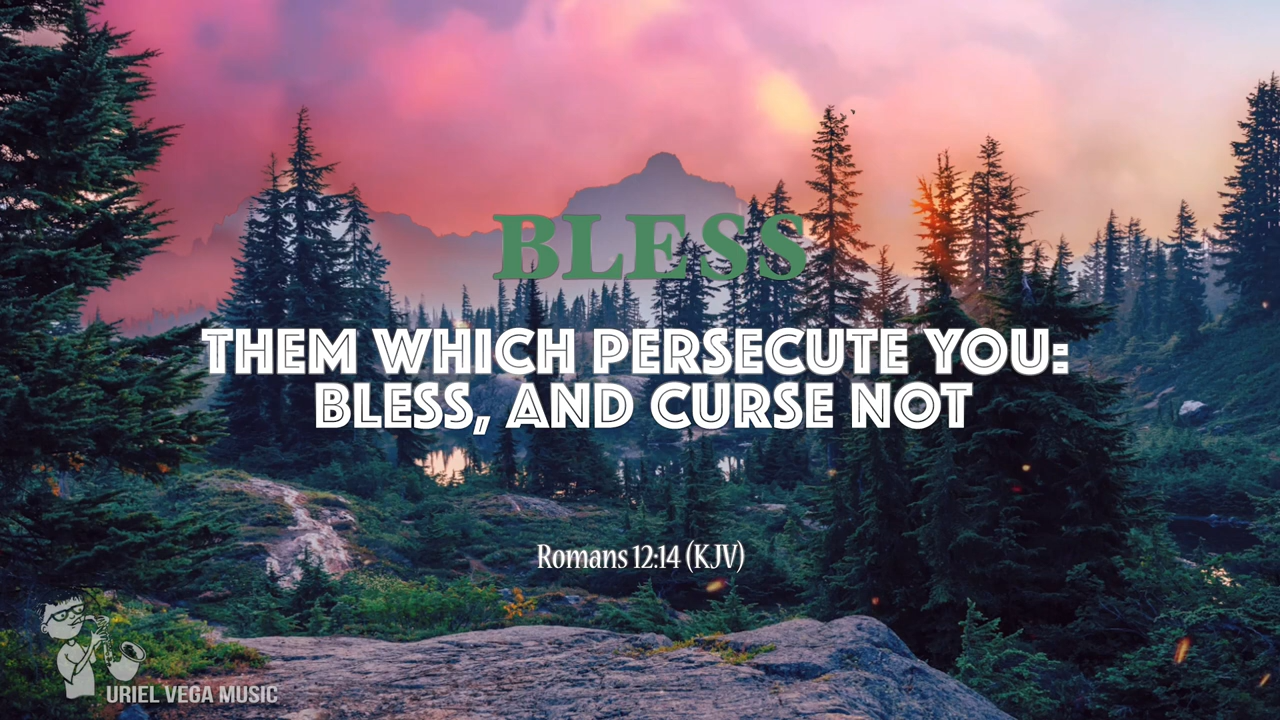 BLESS
THEM WHICH PERSECUTE YOU:
BLESS, AND CURSE NOT
Romans 12:14 (KJV)
URIEL VEGA MUSIC